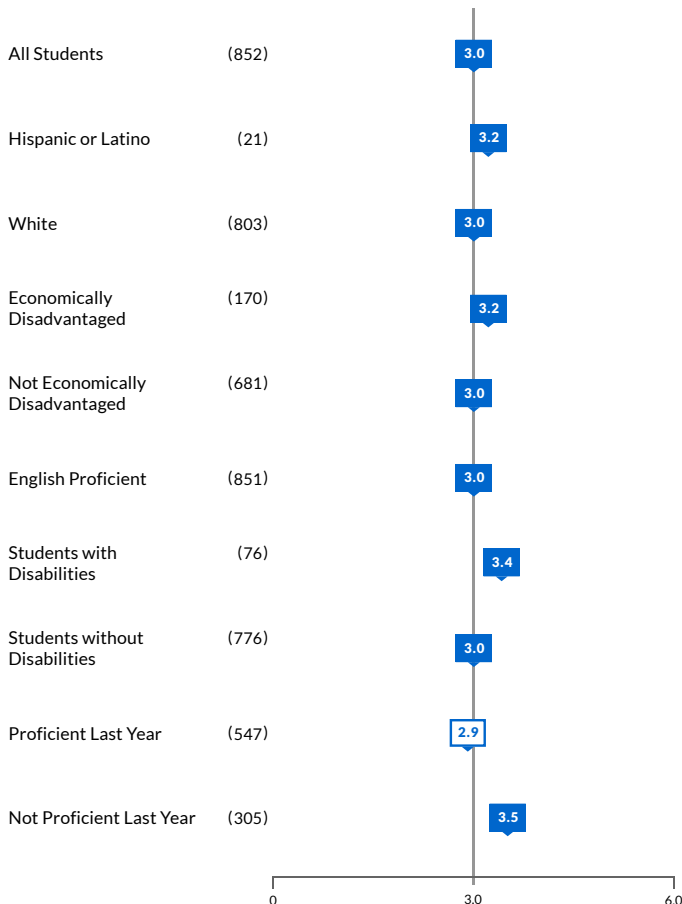 All Students (852) 3.0
Hispanic or Latino (21) 3.2
White (803) 3.0
Economically
Disadvantaged (170) 3.2
Not Economically
Disadvantaged (681) 3.0
English Proficient (851) 3.0
Students with
Disabilities (76) 3.4
Students without
Disabilities (776) 3.0
Proficient Last Year (547) 2.9
Not Proficient Last Year (305) 3.5
0 3.0 6.0